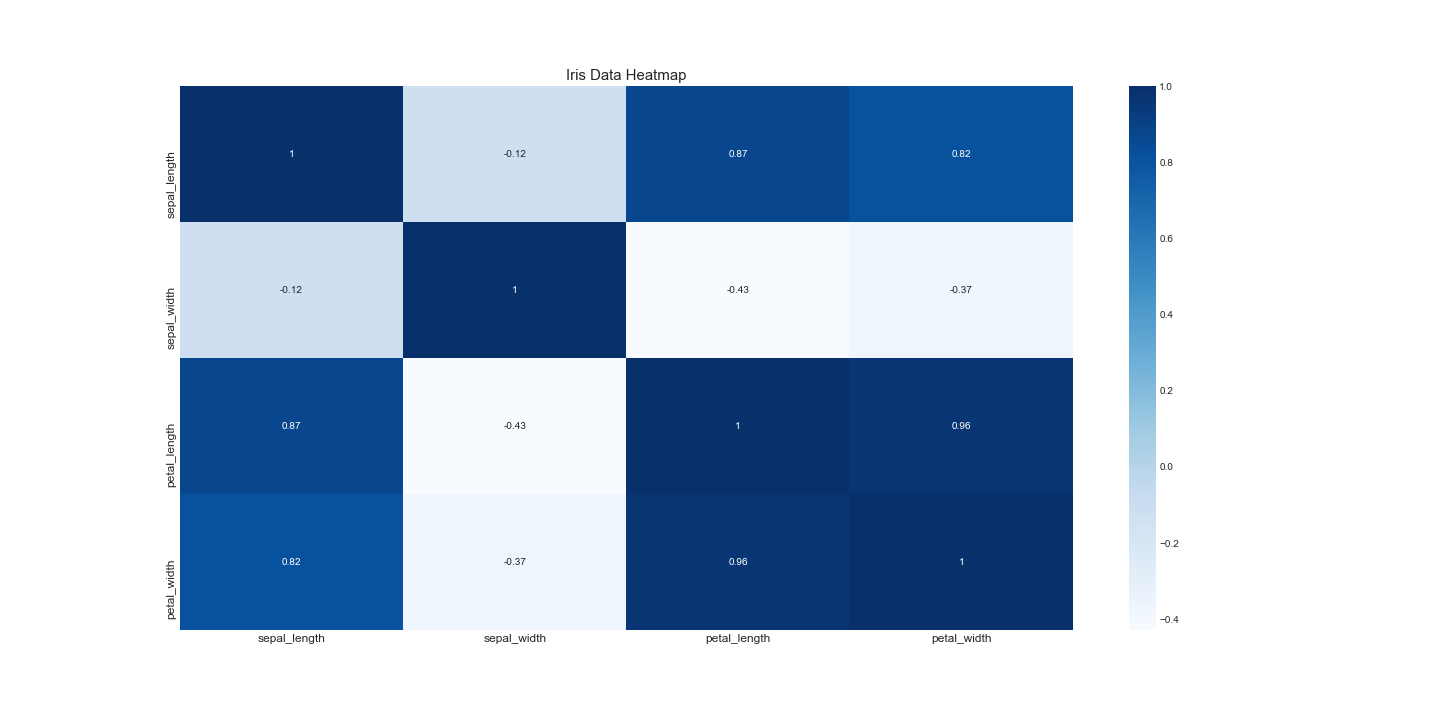 Iris Data Heatmap
sepal_length 1 -0.12 0.87 0.82
sepal_width -0.12 1 -0.43 -0.37
petal_length 0.87 -0.43 1 0.96
petal_width 0.82 -0.37 0.96 1
sepal_length sepal_width petal_length petal_width
1.0
0.8
0.6
0.4
0.2
0.0
−0.2
−0.4